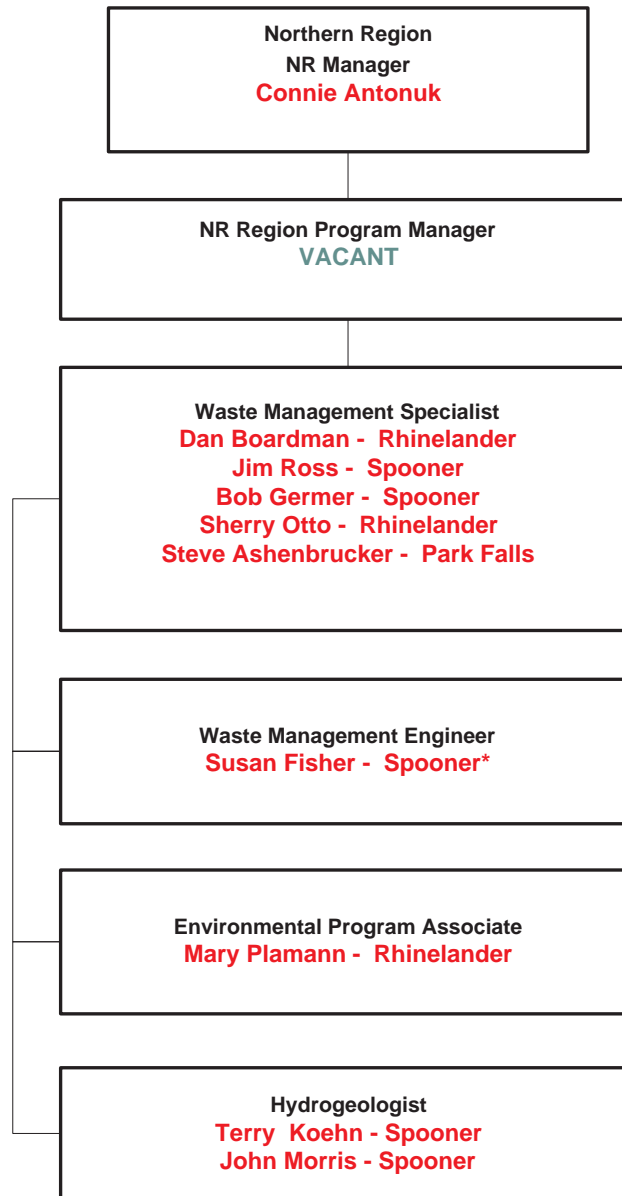 Northern Region
NR Manager
Connie Antonuk
NR Region Program Manager
VACANT
Waste Management Specialist
Dan Boardman - Rhinelander
Jim Ross - Spooner
Bob Germer - Spooner
Sherry Otto - Rhinelander
Steve Ashenbrucker - Park Falls
Waste Management Engineer
Susan Fisher - Spooner*
Environmental Program Associate
Mary Plamann - Rhinelander
Hydrogeologist
Terry Koehn - Spooner
John Morris - Spooner